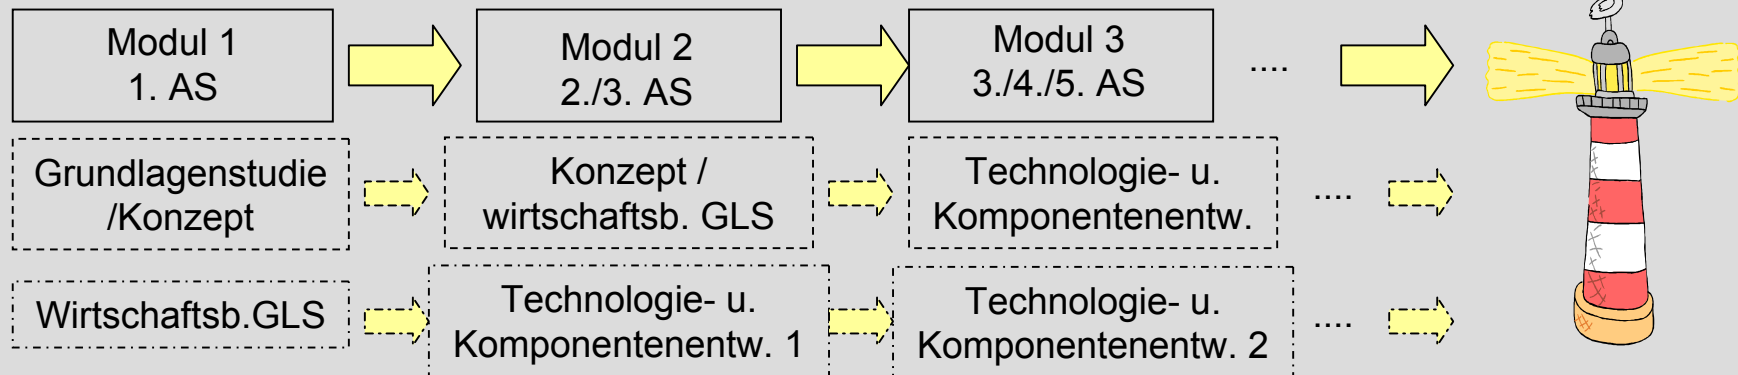 Modul 1
1. AS
Modul 2
2./3. AS
Modul 3
3./4./5. AS
....
Grundlagenstudie
/Konzept
Konzept /
wirtschaftsb. GLS
Technologie- u.
Komponentenentw.
....
Wirtschaftsb.GLS
Technologie- u.
Komponentenentw. 1
Technologie- u.
Komponentenentw. 2
....